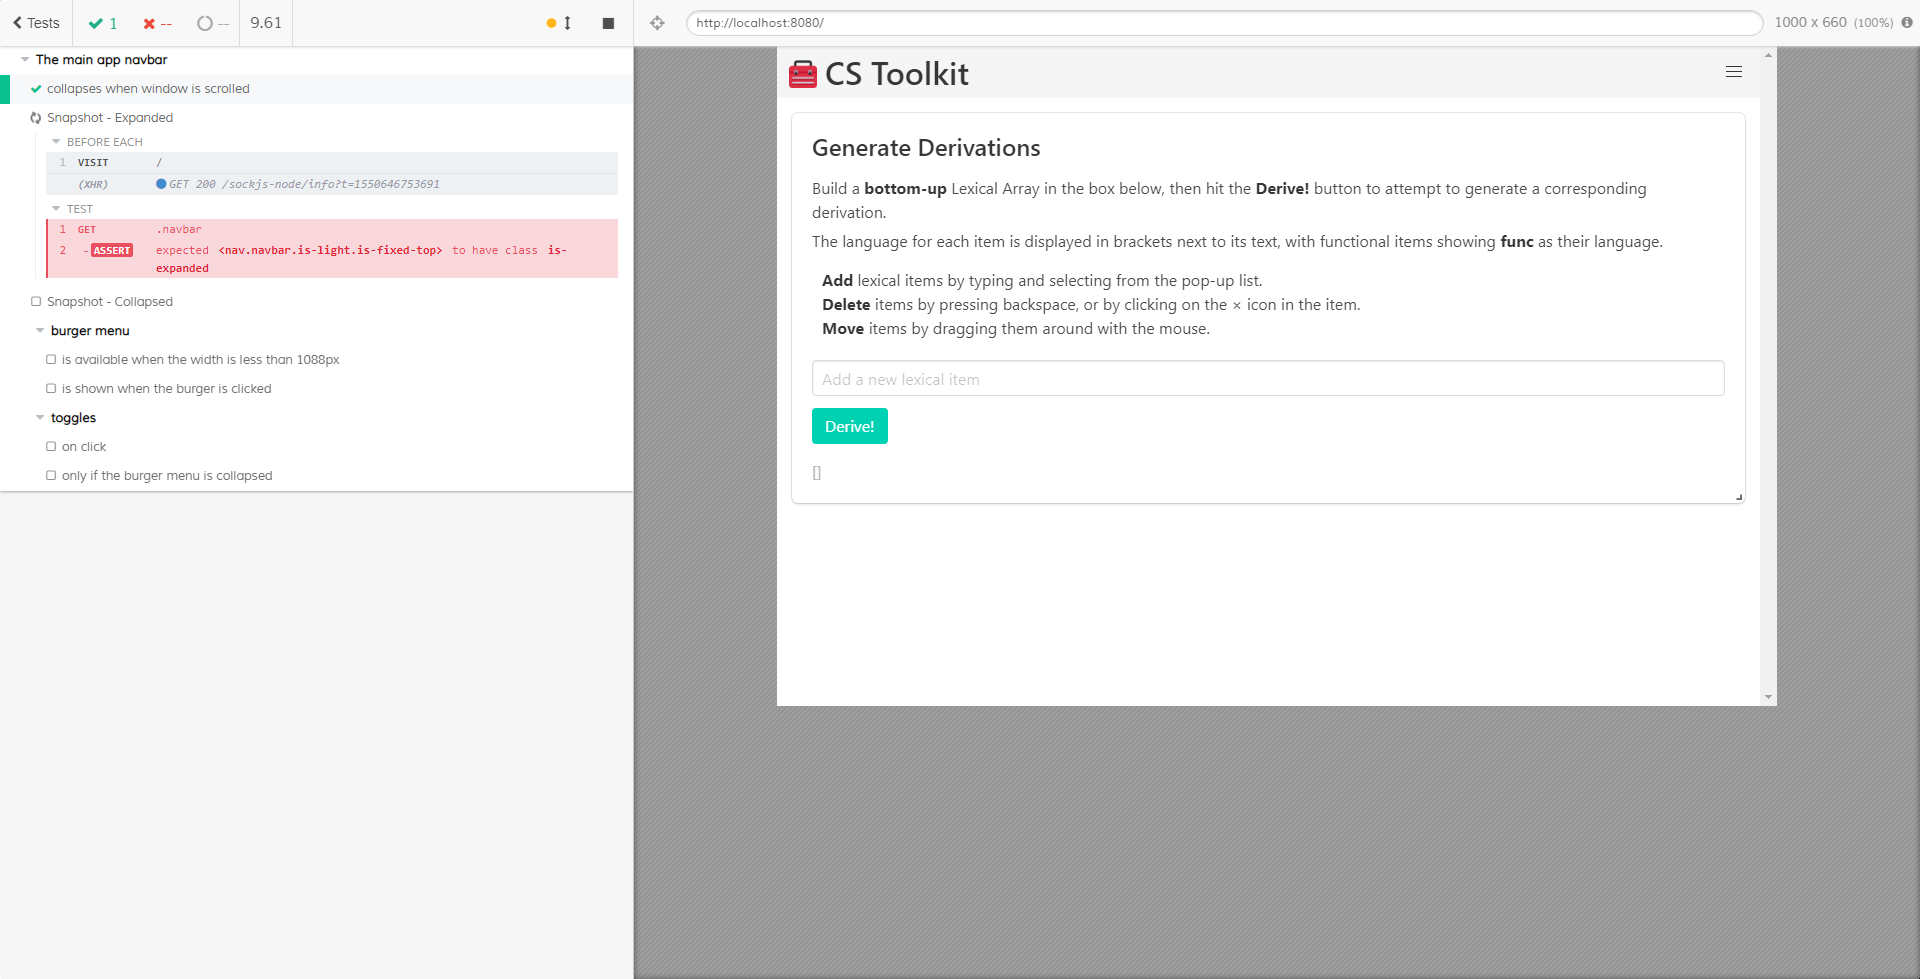 Tests
1
--
--
9.61
http://localhost:8080/
1000 x 660 (100%)
The main app navbar
collapses when window is scrolled
Snapshot - Expanded
BEFORE EACH
1 VISIT /
(XHR) GET 200 /sockjs-node/info?t=1550646753691
TEST
1 GET .navbar
2 -ASSERT expected <nav.navbar.is-light.is-fixed-top> to have class is-
expanded
Snapshot - Collapsed
burger menu
is available when the width is less than 1088px
is shown when the burger is clicked
toggles
on click
only if the burger menu is collapsed
CS Toolkit
Generate Derivations
Build a bottom-up Lexical Array in the box below, then hit the Derive! button to attempt to generate a corresponding
derivation.
The language for each item is displayed in brackets next to its text, with functional items showing func as their language.
Add lexical items by typing and selecting from the pop-up list.
Delete items by pressing backspace, or by clicking on the × icon in the item.
Move items by dragging them around with the mouse.
Add a new lexical item
Derive!
[]